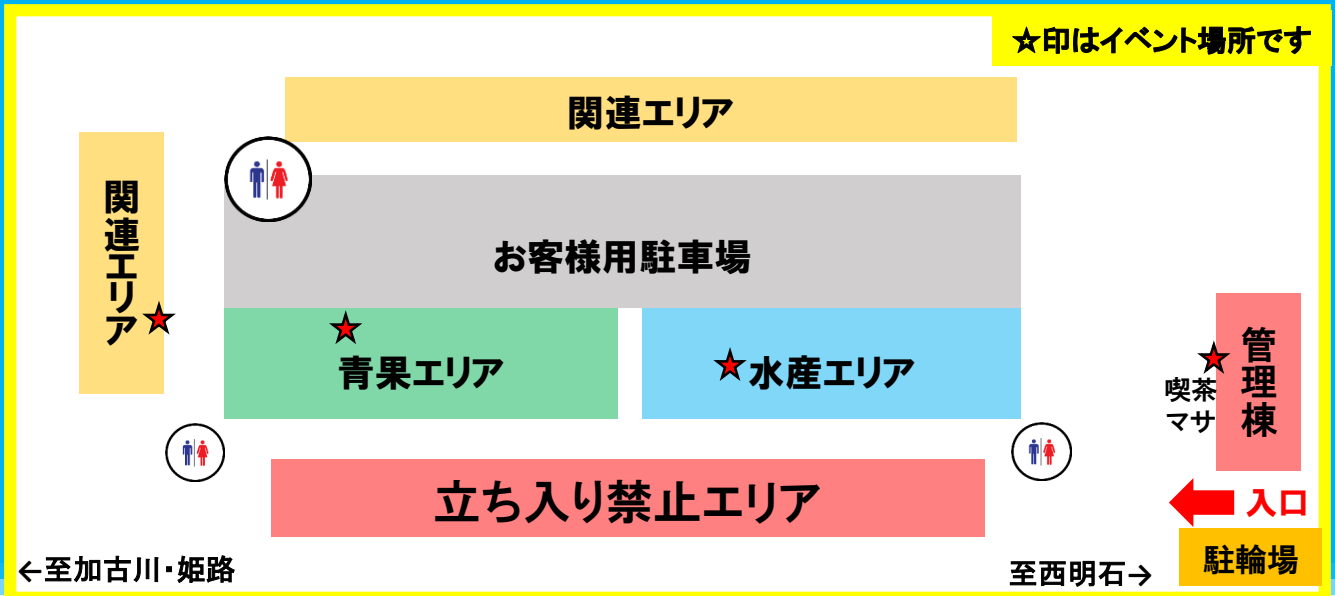 ☆印はイベント場所です
関連エリア
関連エリア
お客様用駐車場
青果エリア
水産エリア
管理棟
喫茶
マサ
立ち入り禁止エリア
入口
駐輪場
←至加古川・姫路
至西明石→